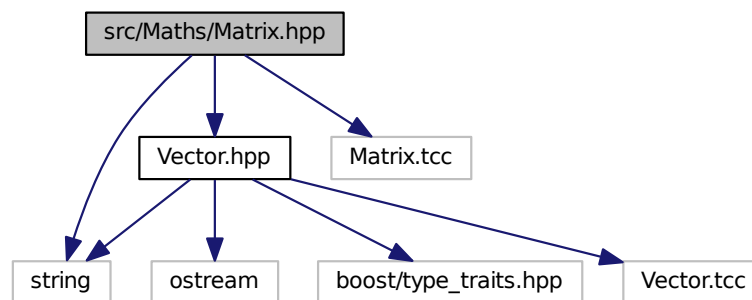 src/Maths/Matrix.hpp
Vector.hpp
Matrix.tcc
string
ostream
boost/type_traits.hpp
Vector.tcc